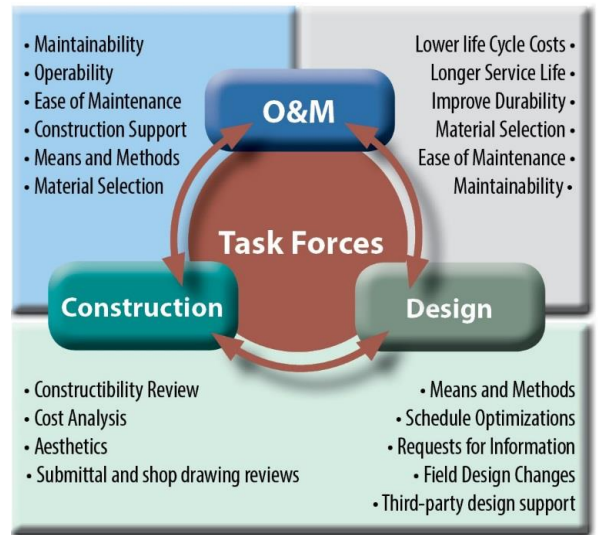 • Maintainability
• Operability
• Ease of Maintenance
• Construction Support
• Means and Methods
• Material Selection
Lower life Cycle Costs •
Longer Service Life •
Improve Durability •
Material Selection •
Ease of Maintenance •
Maintainability •
O&M
Task Forces
Construction
Design
• Constructibility Review
• Cost Analysis
• Aesthetics
• Submittal and shop drawing reviews
• Means and Methods
• Schedule Optimizations
• Requests for Information
• Field Design Changes
• Third-party design support